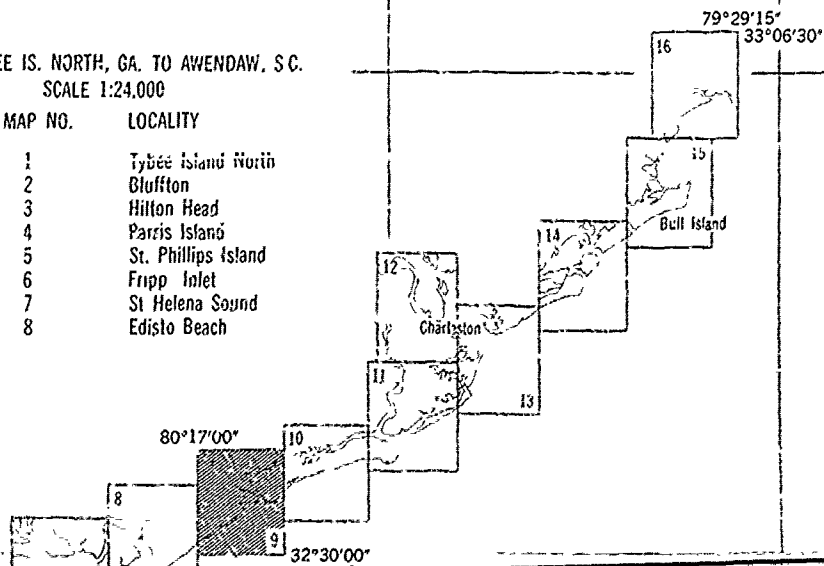 EE IS. NORTH, GA. TO AWENDAW, S.C.
SCALE 1:24,000
MAP NO. LOCALITY
1 Tybee Island North
2 Bluffton
3 Hilton Head
4 Parris Island
5 St. Phillips Island
6 Fripp Inlet
7 St Helena Sound
8 Edisto Beach
79°29'15"
33°06'30"
16
15
Bull Island
14
12
Charleston
11
13
80°17'00"
10
8
9
32°30'00"